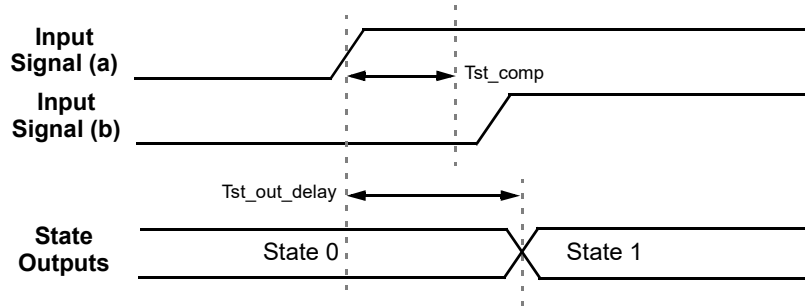 Input
Signal (a)
Tst_comp
Input
Signal (b)
Tst_out_delay
State
Outputs
State 0
State 1